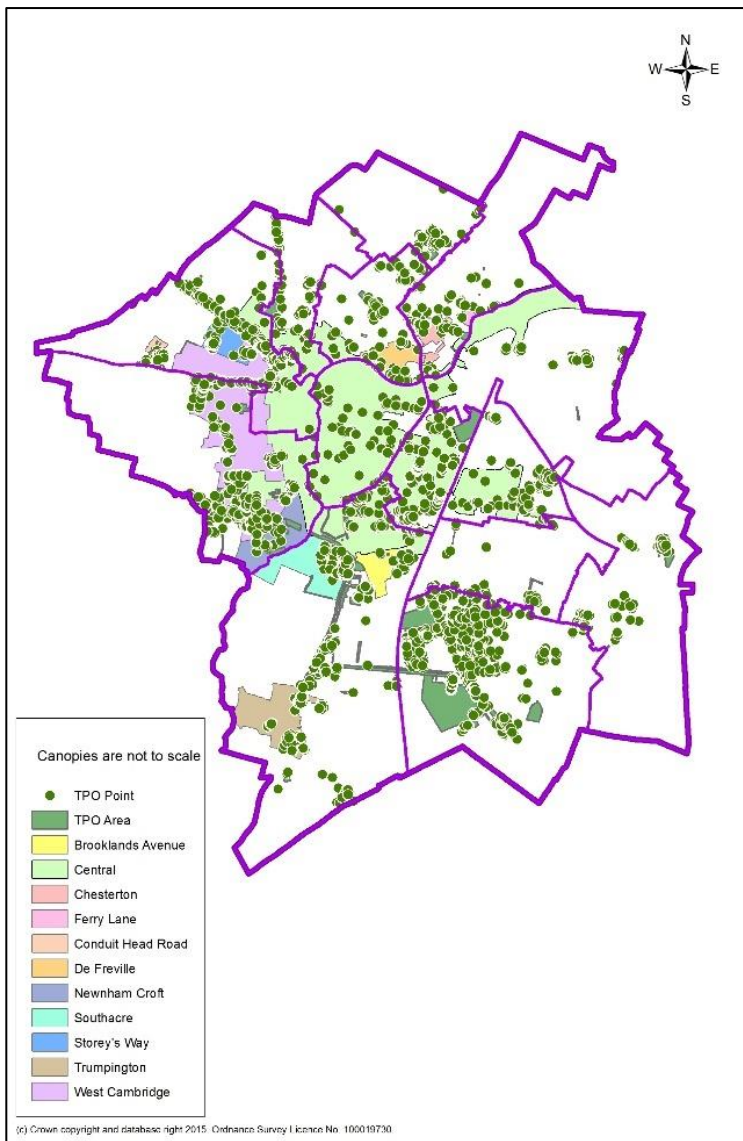 N
W E
S
Canopies are not to scale
TPO Point
TPO Area
Brooklands Avenue
Central
Chesterton
Ferry Lane
Conduit Head Road
De Freville
Newnham Croft
Southacre
Storey's Way
Trumpington
West Cambridge
(c) Crown copyright and database right 2015. Ordnance Survey Licence No. 100019730